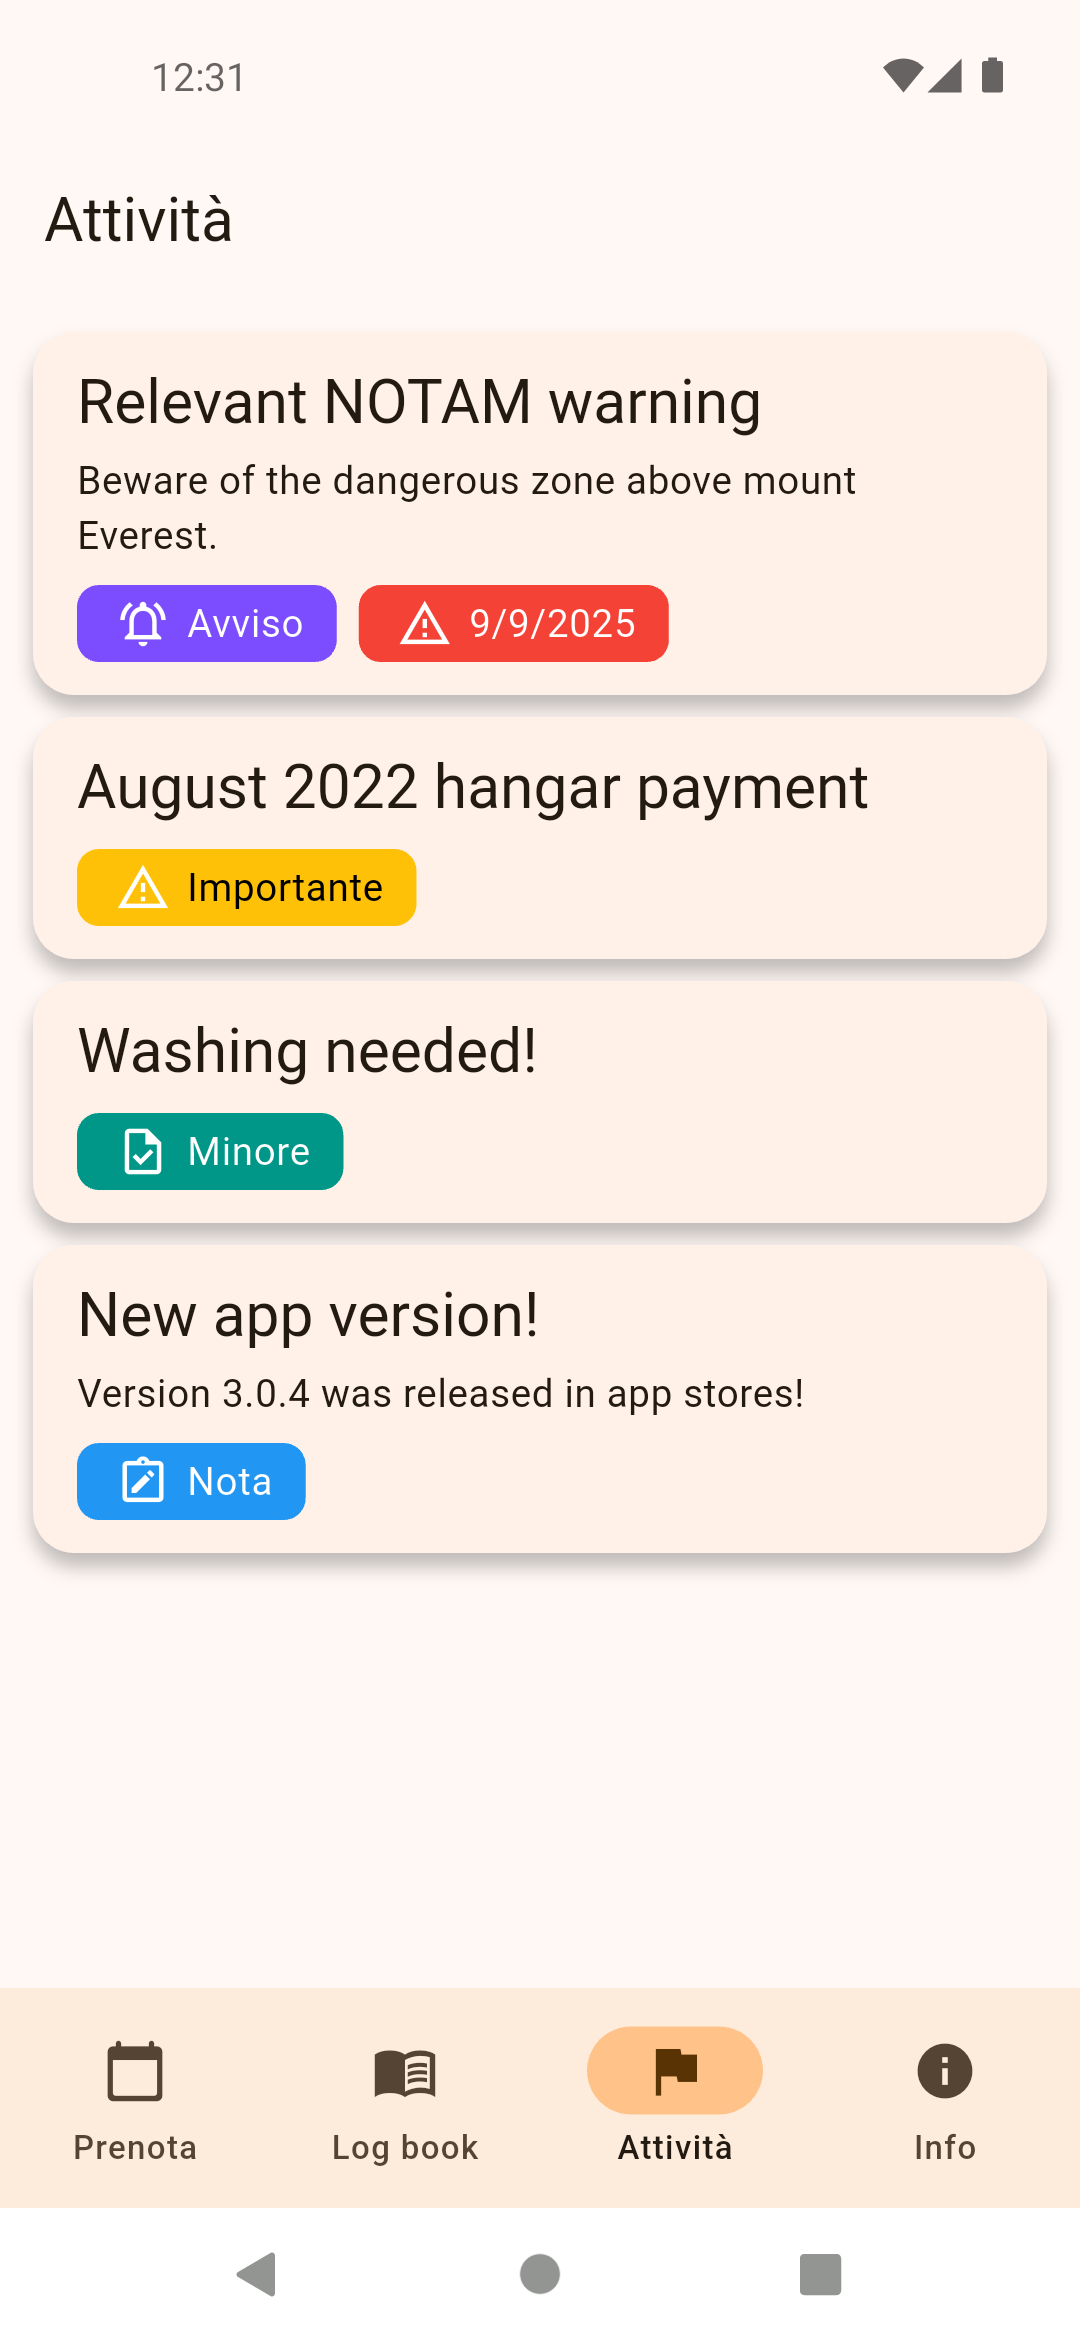 12:31
Attività
Relevant NOTAM warning
Beware of the dangerous zone above mount
Everest.
Avviso
9/9/2025
August 2022 hangar payment
Importante
Washing needed!
Minore
New app version!
Version 3.0.4 was released in app stores!
Nota
Prenota
Log book
Attività
Info